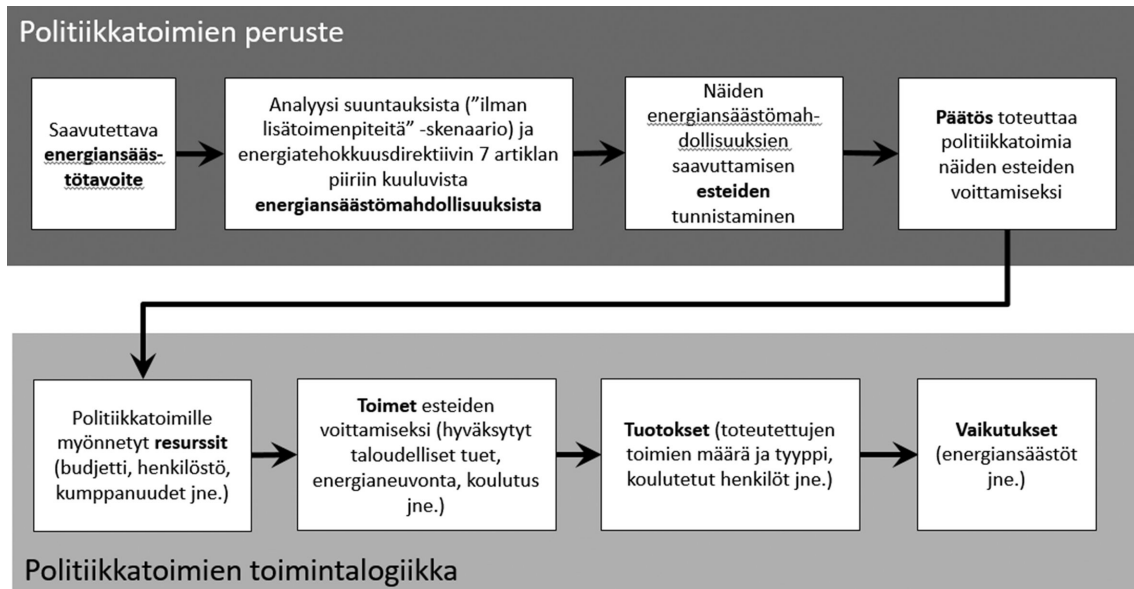 Politiikkatoimien peruste
Saavutettava
energiansääs-
tötavoite
Analyysi suuntauksista (”ilman
lisätoimenpiteitä” -skenaario) ja
energiatehokkuusdirektiivin 7 artiklan
piiriin kuuluvista
energiansäästömahdollisuuksista
Näiden
energiansäästömah-
dollisuuksien
saavuttamisen
esteiden
tunnistaminen
Päätös toteuttaa
politiikkatoimia
näiden esteiden
voittamiseksi
Politiikkatoimille
myönnetyt resurssit
(budjetti, henkilöstö,
kumppanuudet jne.)
Toimet esteiden
voittamiseksi (hyväksytyt
taloudelliset tuet,
energianeuvonta, koulutus
jne.)
Tuotokset (toteutettujen
toimien määrä ja tyyppi,
koulutetut henkilöt jne.)
Vaikutukset
(energiansäästöt
jne.)
Politiikkatoimien toimintalogiikka